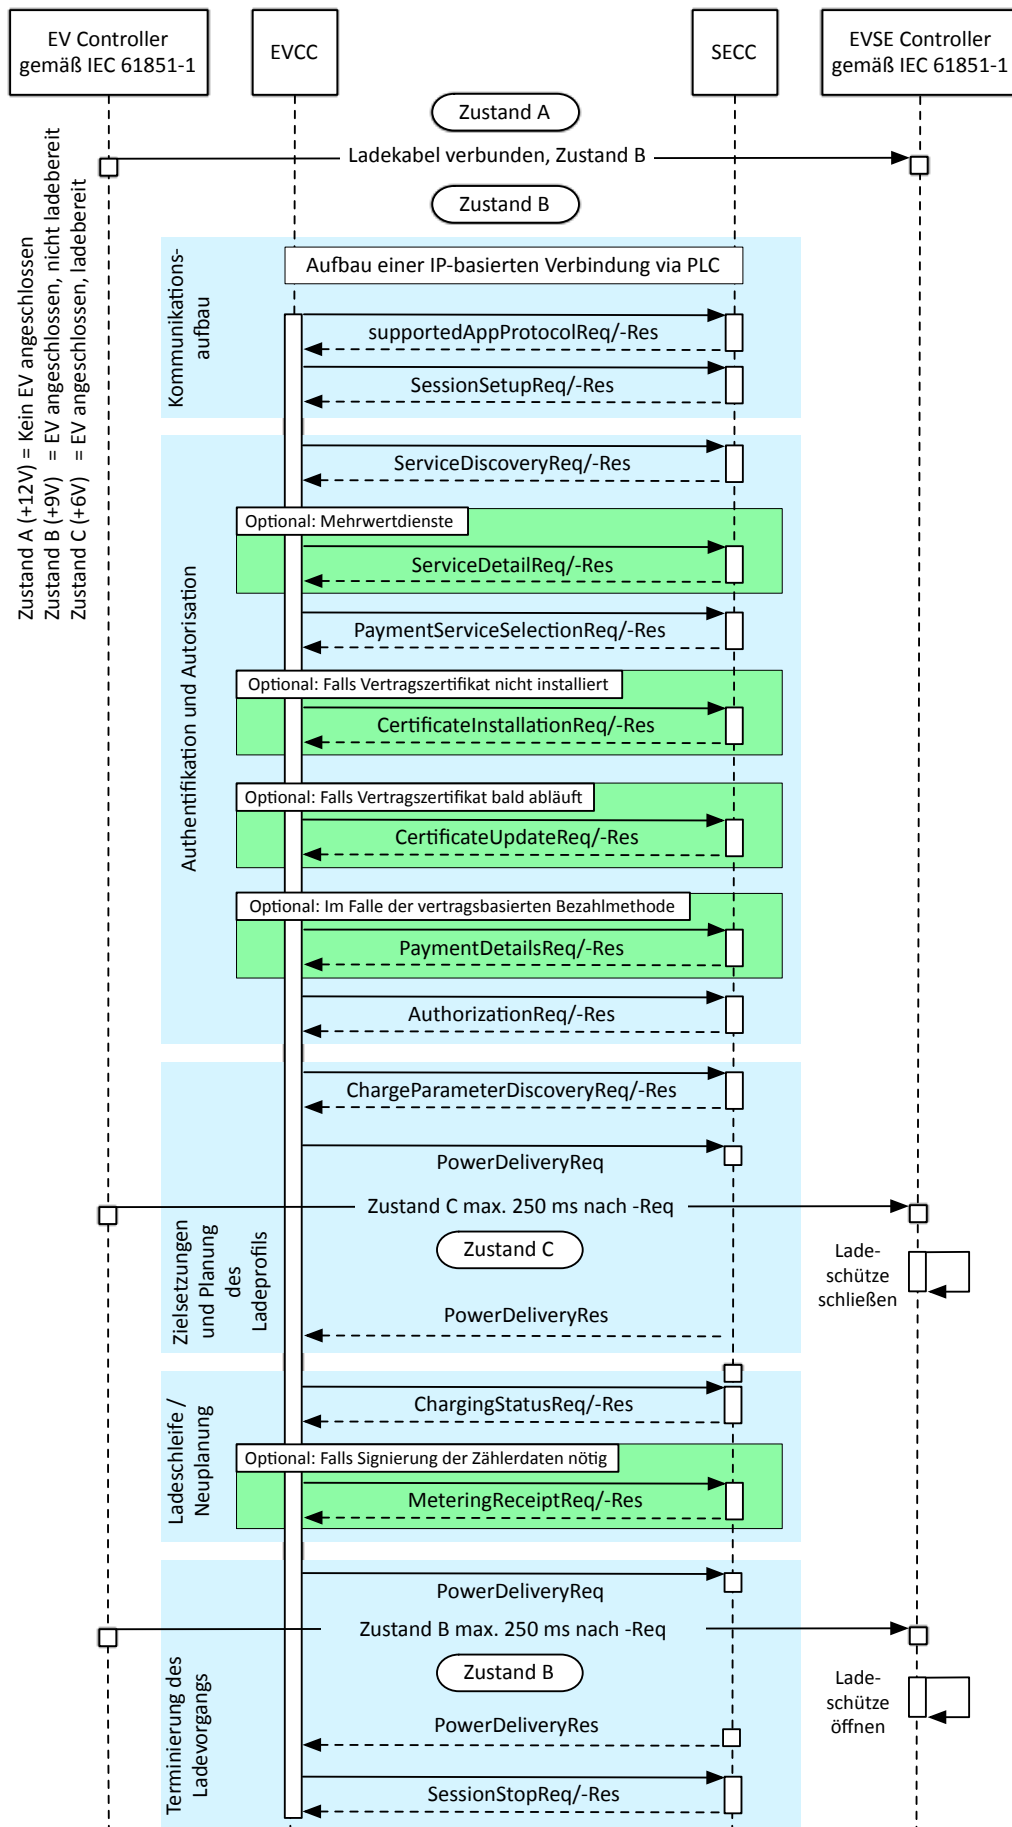 EV Controller
gemäß IEC 61851-1
EVCC
SECC
EVSE Controller
gemäß IEC 61851-1
Zustand A
Ladekabel verbunden, Zustand B
Zustand B
Zustand A (+12V) = Kein EV angeschlossen
Zustand B (+9V) = EV angeschlossen, nicht ladebereit
Zustand C (+6V) = EV angeschlossen, ladebereit
Kommunikations-
aufbau
Aufbau einer IP-basierten Verbindung via PLC
supportedAppProtocolReq/-Res
SessionSetupReq/-Res
Authentifikation und Autorisation
ServiceDiscoveryReq/-Res
Optional: Mehrwertdienste
ServiceDetailReq/-Res
PaymentServiceSelectionReq/-Res
Optional: Falls Vertragszertifikat nicht installiert
CertificateInstallationReq/-Res
Optional: Falls Vertragszertifikat bald abläuft
CertificateUpdateReq/-Res
Optional: Im Falle der vertragsbasierten Bezahlmethode
PaymentDetailsReq/-Res
AuthorizationReq/-Res
Zielsetzungen
und Planung
des
Ladeprofils
ChargeParameterDiscoveryReq/-Res
PowerDeliveryReq
Zustand C max. 250 ms nach -Req
Zustand C
Lade-
schütze
schließen
PowerDeliveryRes
Ladeschleife /
Neuplanung
ChargingStatusReq/-Res
Optional: Falls Signierung der Zählerdaten nötig
MeteringReceiptReq/-Res
Terminierung des
Ladevorgangs
PowerDeliveryReq
Zustand B max. 250 ms nach -Req
Zustand B
Lade-
schütze
öffnen
PowerDeliveryRes
SessionStopReq/-Res